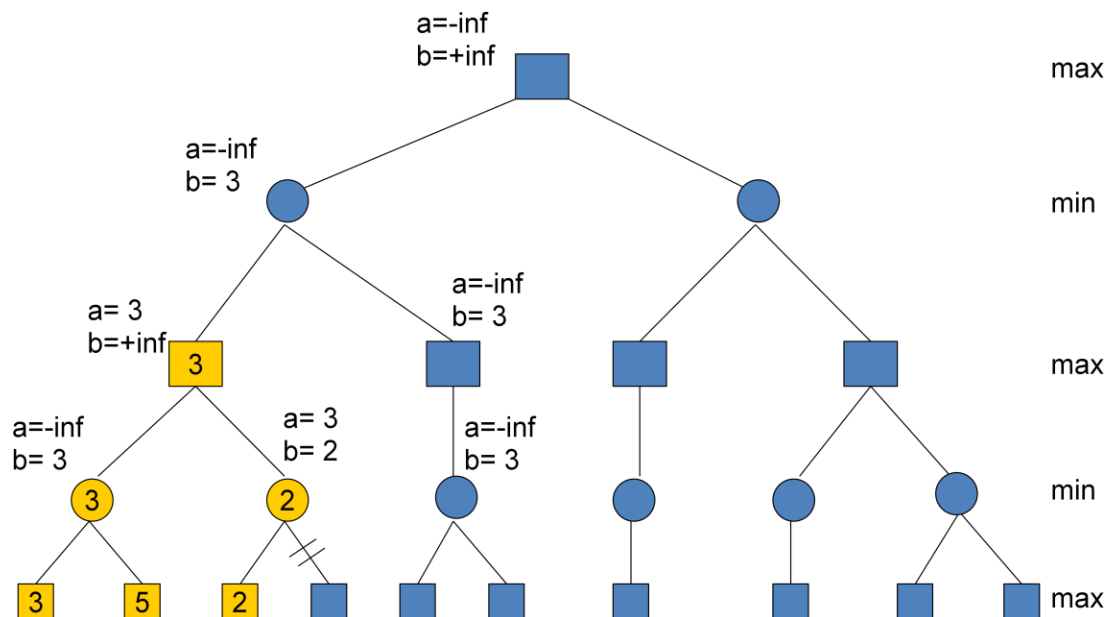 a=-inf
b=+inf
max
a=-inf
b= 3
min
a= 3
b=+inf
a=-inf
b= 3
3
max
a=-inf
b= 3
a= 3
b= 2
a=-inf
b= 3
3
2
min
3
5
2
max